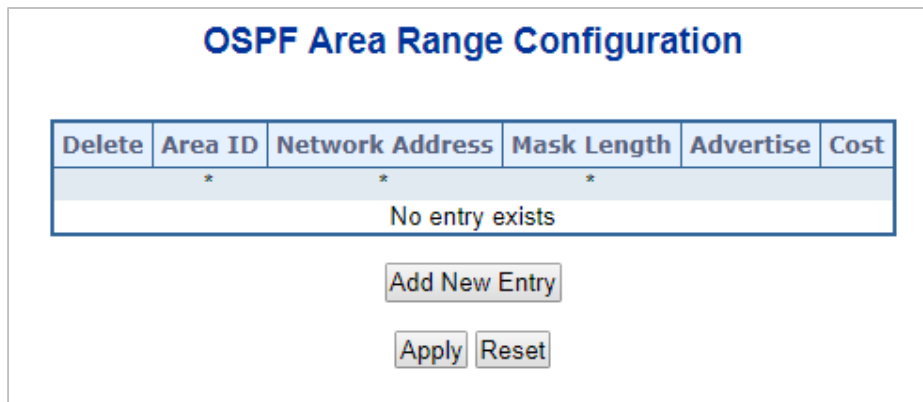 OSPF Area Range Configuration
Delete Area ID Network Address Mask Length Advertise Cost
* * *
No entry exists
Add New Entry
Apply Reset